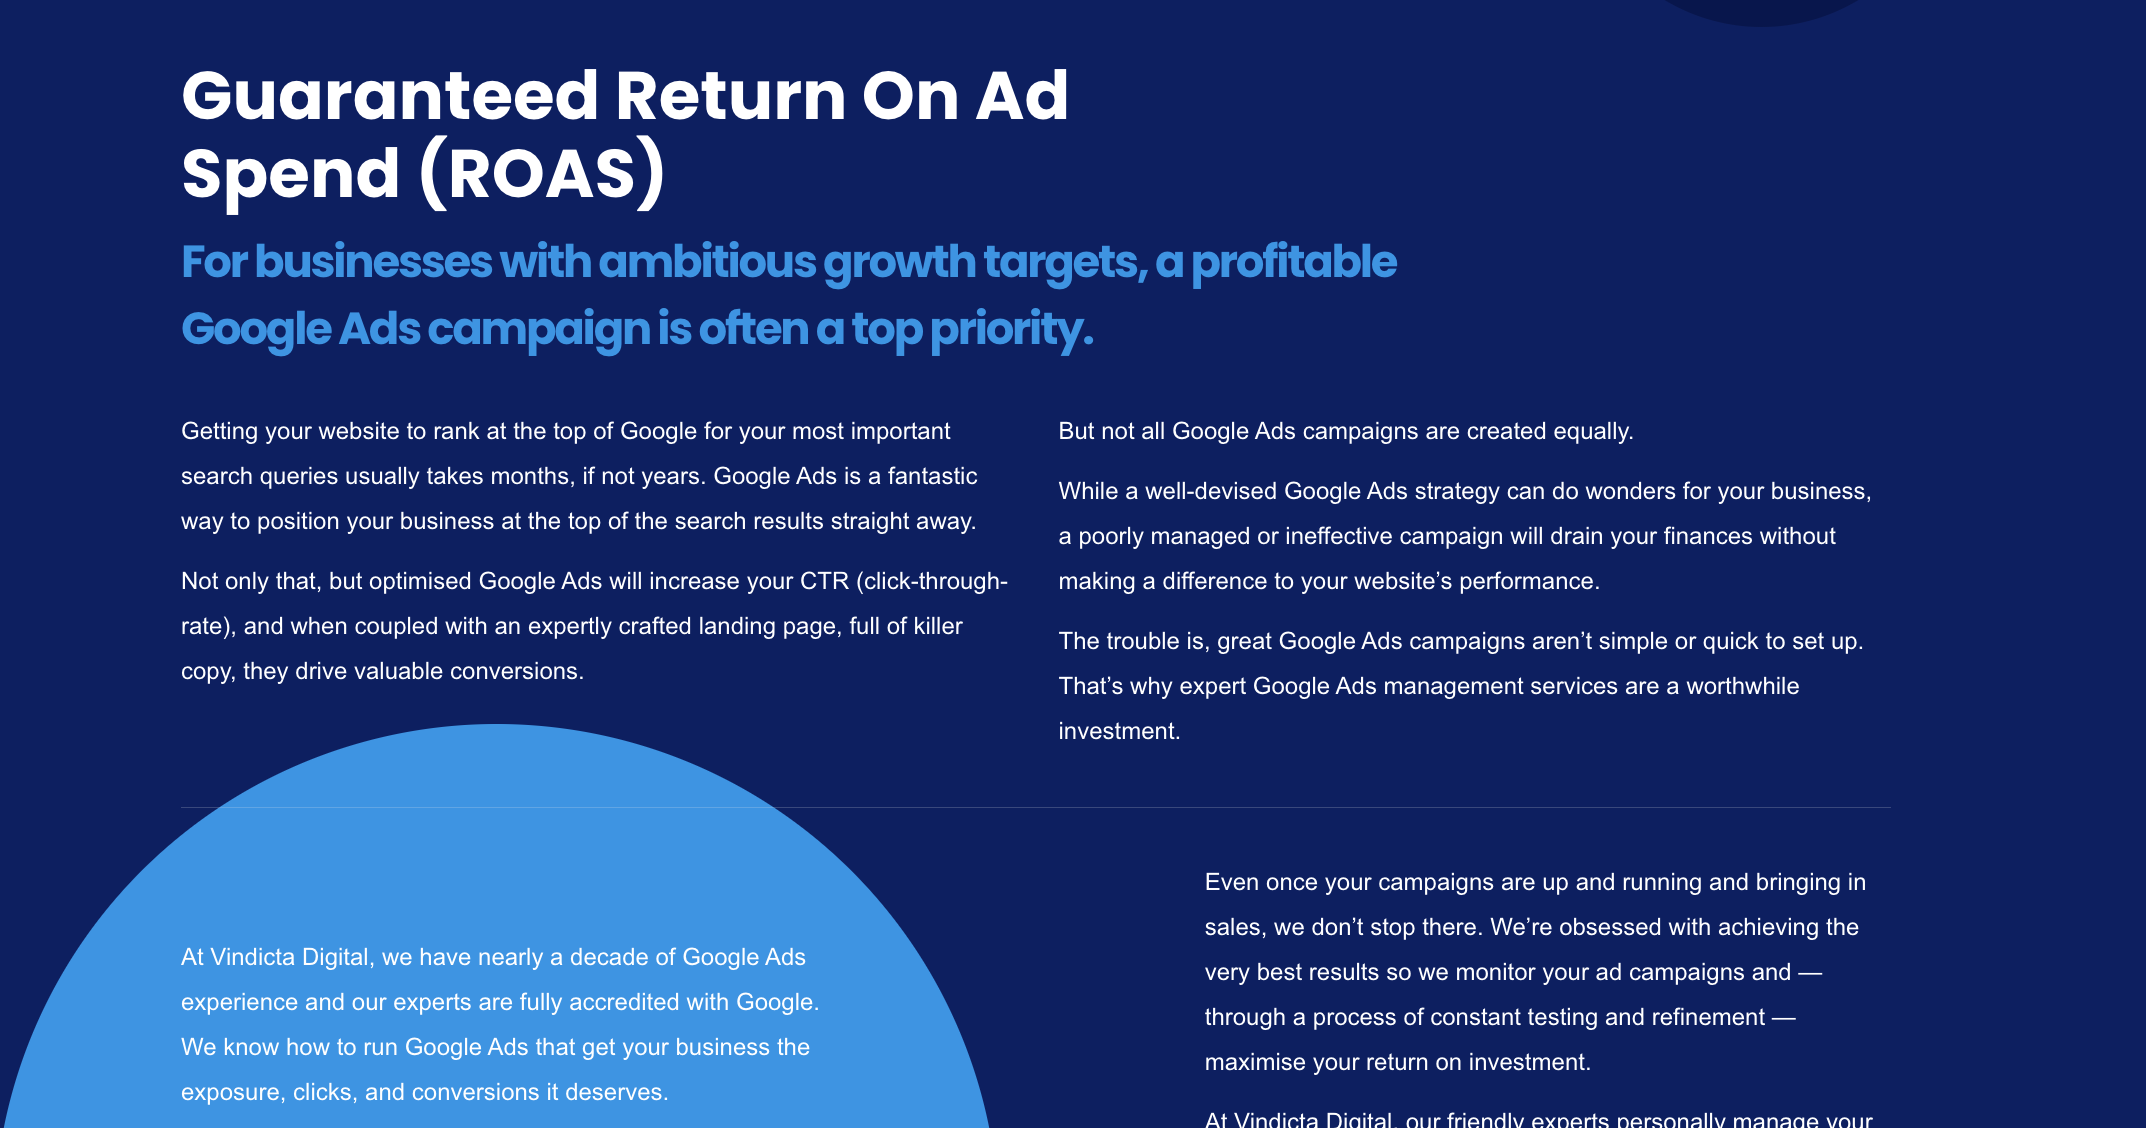 Guaranteed Return On Ad
Spend (ROAS)
For businesses with ambitious growth targets, a profitable
Google Ads campaign is often a top priority.
Getting your website to rank at the top of Google for your most important
search queries usually takes months, if not years. Google Ads is a fantastic
way to position your business at the top of the search results straight away.
Not only that, but optimised Google Ads will increase your CTR (click-through-
rate), and when coupled with an expertly crafted landing page, full of killer
copy, they drive valuable conversions.
But not all Google Ads campaigns are created equally.
While a well-devised Google Ads strategy can do wonders for your business,
a poorly managed or ineffective campaign will drain your finances without
making a difference to your website’s performance.
The trouble is, great Google Ads campaigns aren’t simple or quick to set up.
That’s why expert Google Ads management services are a worthwhile
investment.
At Vindicta Digital, we have nearly a decade of Google Ads
experience and our experts are fully accredited with Google.
We know how to run Google Ads that get your business the
exposure, clicks, and conversions it deserves.
Even once your campaigns are up and running and bringing in
sales, we don’t stop there. We’re obsessed with achieving the
very best results so we monitor your ad campaigns and —
through a process of constant testing and refinement —
maximise your return on investment.
At Vindicta Digital, our friendly experts personally manage your